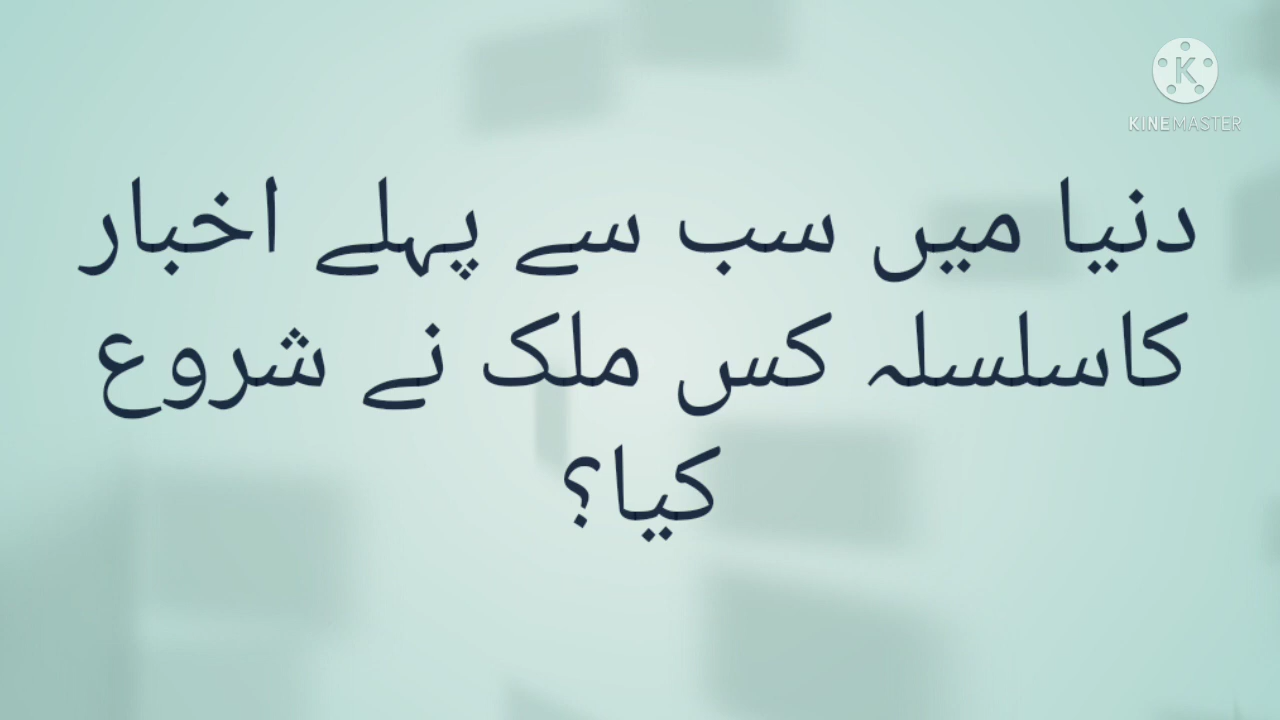 KINEMASTER
دنیا میں سب سے پہلے اخبار
کاسلسلہ کس ملک نے شروع
کیا؟